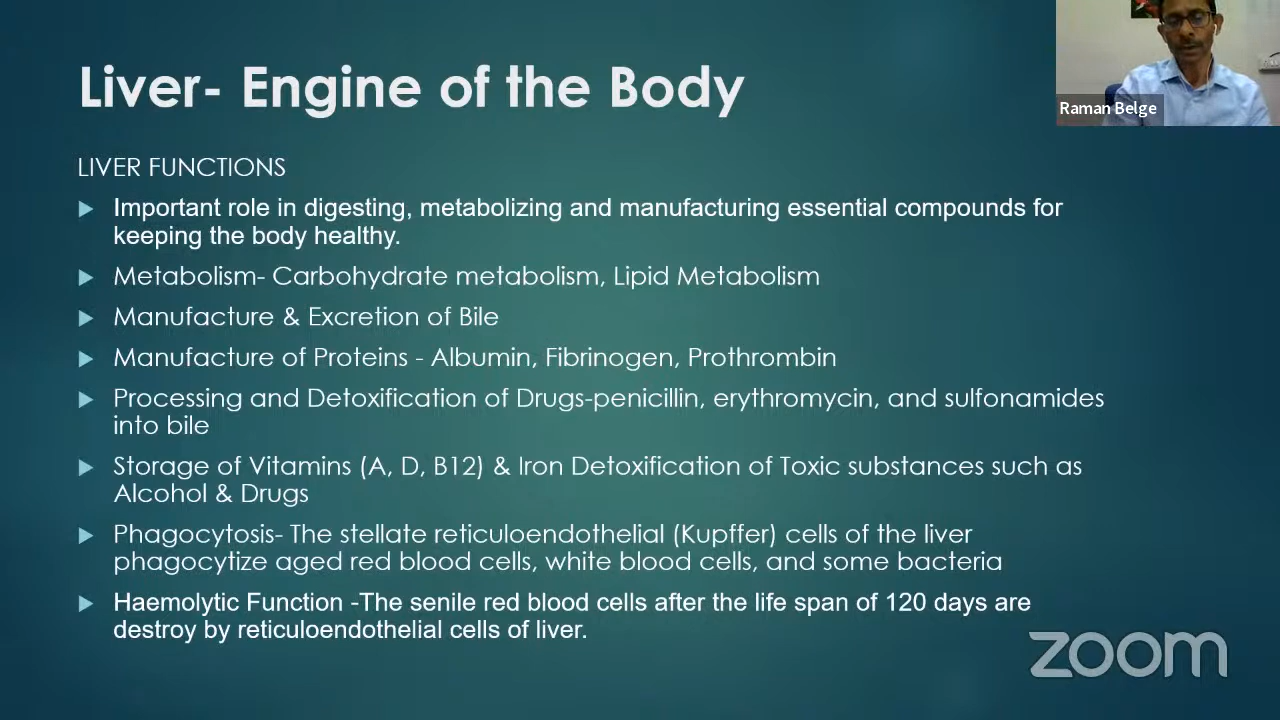 Liver- Engine of the Body
Raman Belge
LIVER FUNCTIONS
Important role in digesting, metabolizing and manufacturing essential compounds for
keeping the body healthy.
Metabolism- Carbohydrate metabolism, Lipid Metabolism
Manufacture & Excretion of Bile
Manufacture of Proteins - Albumin, Fibrinogen, Prothrombin
Processing and Detoxification of Drugs-penicillin, erythromycin, and sulfonamides
into bile
Storage of Vitamins (A, D, B12) & Iron Detoxification of Toxic substances such as
Alcohol & Drugs
Phagocytosis- The stellate reticuloendothelial (Kupffer) cells of the liver
phagocytize aged red blood cells, white blood cells, and some bacteria
Haemolytic Function -The senile red blood cells after the life span of 120 days are
destroy by reticuloendothelial cells of liver.
zoom